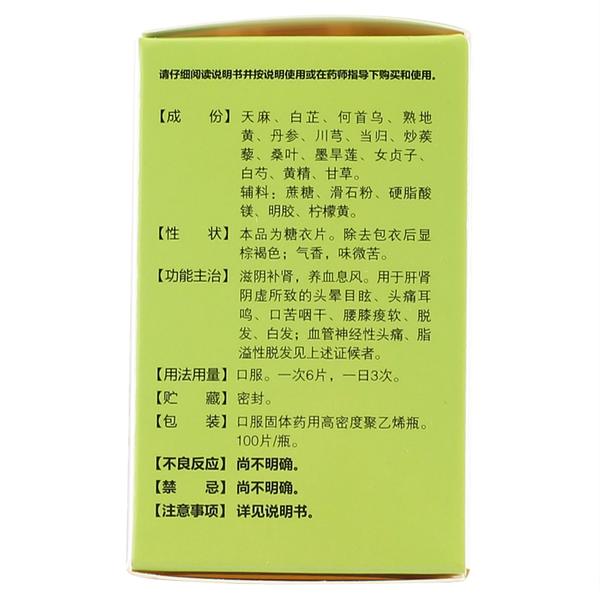 请仔细阅读说明书并按说明使用或在药师指导下购买和使用。
【成 份】天麻、白芷、何首乌、熟地
黄、丹参、川芎、当归、炒蒺
藜、桑叶、墨旱莲、女贞子、
白芍、黄精、甘草。
辅料：蔗糖、滑石粉、硬脂酸
镁、明胶、柠檬黄。
【性 状】本品为糖衣片。除去包衣后显
棕褐色；气香，味微苦。
【功能主治】滋阴补肾，养血息风。用于肝肾
阴虚所致的头晕目眩、头痛耳
鸣、口苦咽干、腰膝痠软、脱
发、白发；血管神经性头痛、脂
溢性脱发见上述证候者。
【用法用量】口服。一次6片，一日3次。
【贮 藏】密封。
【包 装】口服固体药用高密度聚乙烯瓶。
100片/瓶。
【不良反应】尚不明确。
【禁 忌】尚不明确。
【注意事项】详见说明书。